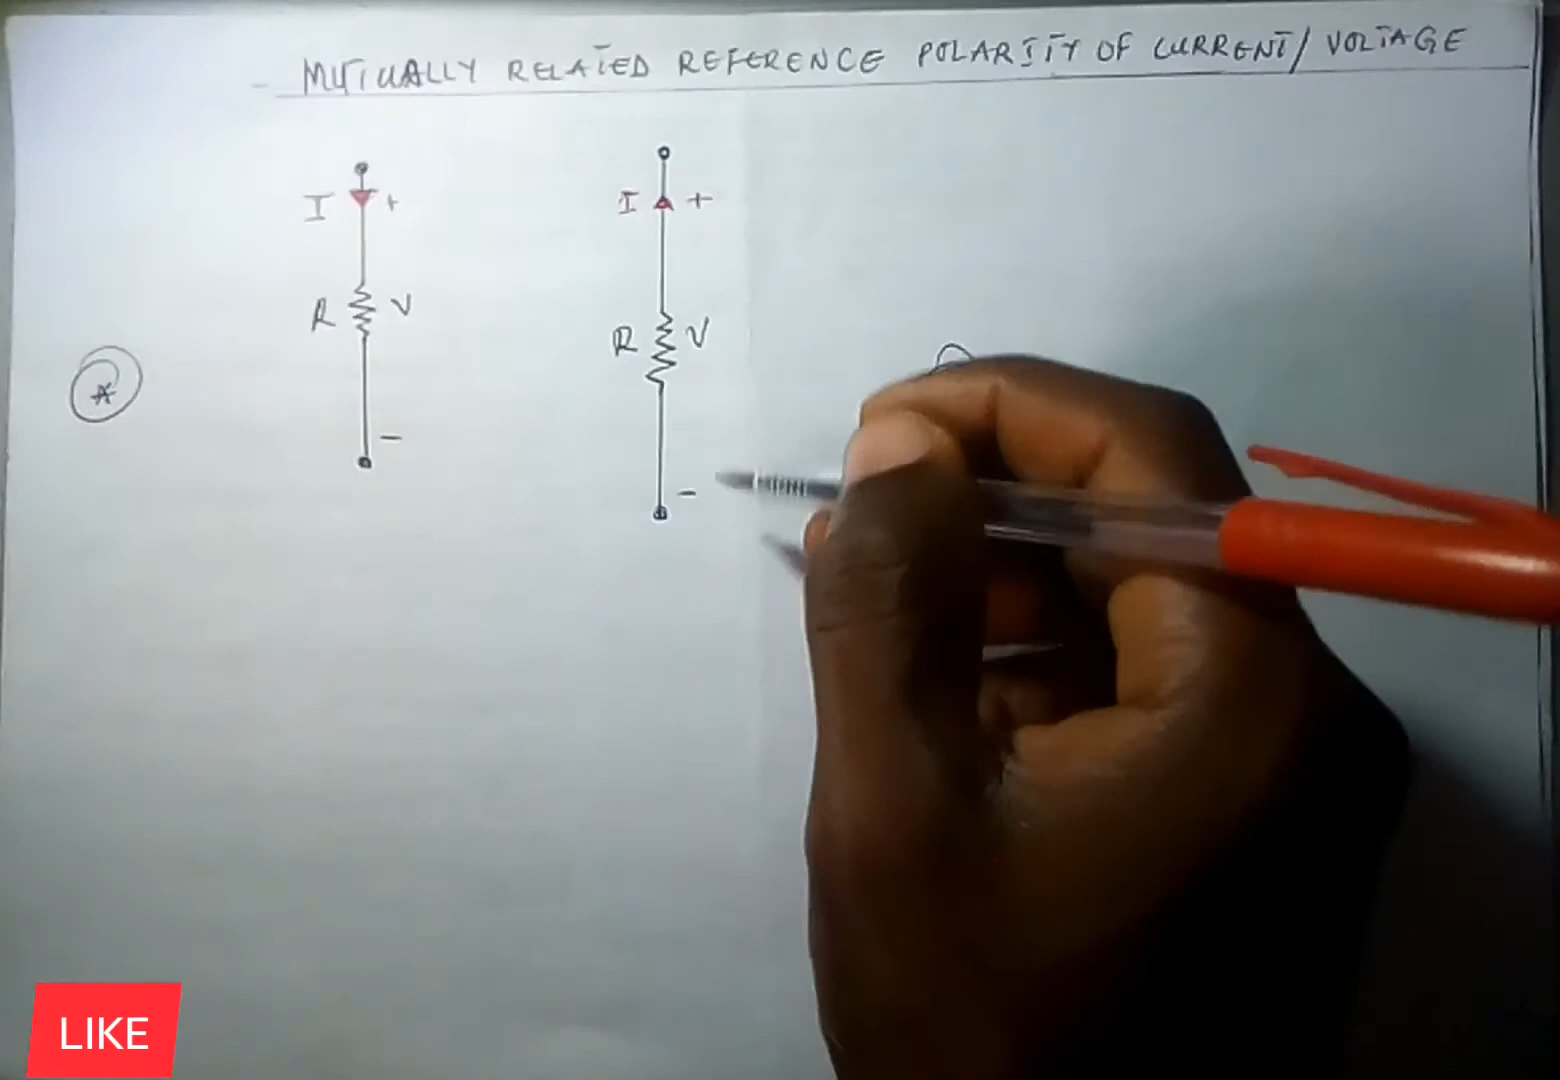 MUTUALLY RELATED REFERENCE POLARITY OF CURRENT/ VOLTAGE
I +
I +
R V
R V
A
-
-
LIKE